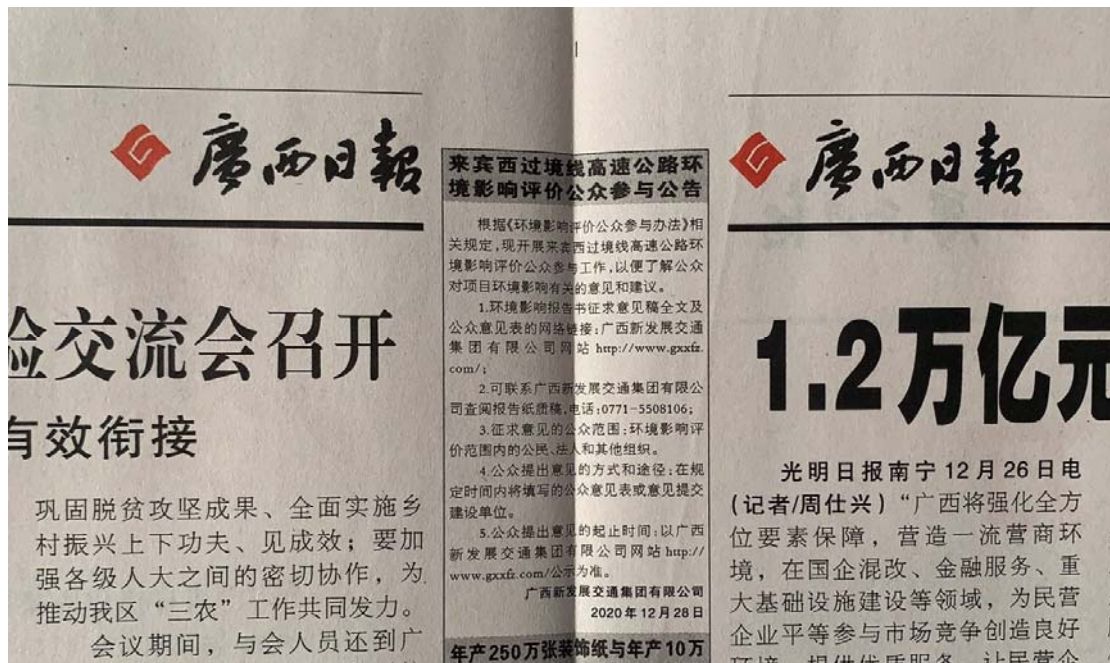 廣西日報
险交流会召开
有效衔接
巩固脱贫攻坚成果、全面实施乡
村振兴上下功夫、见成效；要加
强各级人大之间的密切协作，为
推动我区“三农”工作共同发力。
会议期间，与会人员还到广
来宾西过境线高速公路环
境影响评价公众参与公告
根据《环境影响评价公众参与办法》相
关规定，现开展来宾西过境线高速公路环
境影响评价公众参与工作，以便了解公众
对项目环境影响有关的意见和建议。
1.环境影响报告书征求意见稿全文及
公众意见表的网络链接：广西新发展交通
集团有限公司网站 http://www.gxxfz.
com/；
2.可联系广西新发展交通集团有限公
司查阅报告纸质稿，电话：0771-5508106；
3.征求意见的公众范围：环境影响评
价范围内的公民、法人和其他组织。
4.公众提出意见的方式和途径：在规
定时间内将填写的公众意见表或意见提交
建设单位。
5.公众提出意见的起止时间：以广西
新发展交通集团有限公司网站 http://
www.gxxfz.com/公示为准。
广西新发展交通集团有限公司
2020年12月28日
年产250万张装饰纸与年产10万
廣西日報
1.2万亿元
光明日报南宁12月26日电
（记者/周仕兴）“广西将强化全方
位要素保障，营造一流营商环
境，在国企混改、金融服务、重
大基础设施建设等领域，为民营
企业平等参与市场竞争创造良好
环境，提供优质服务，让民营企